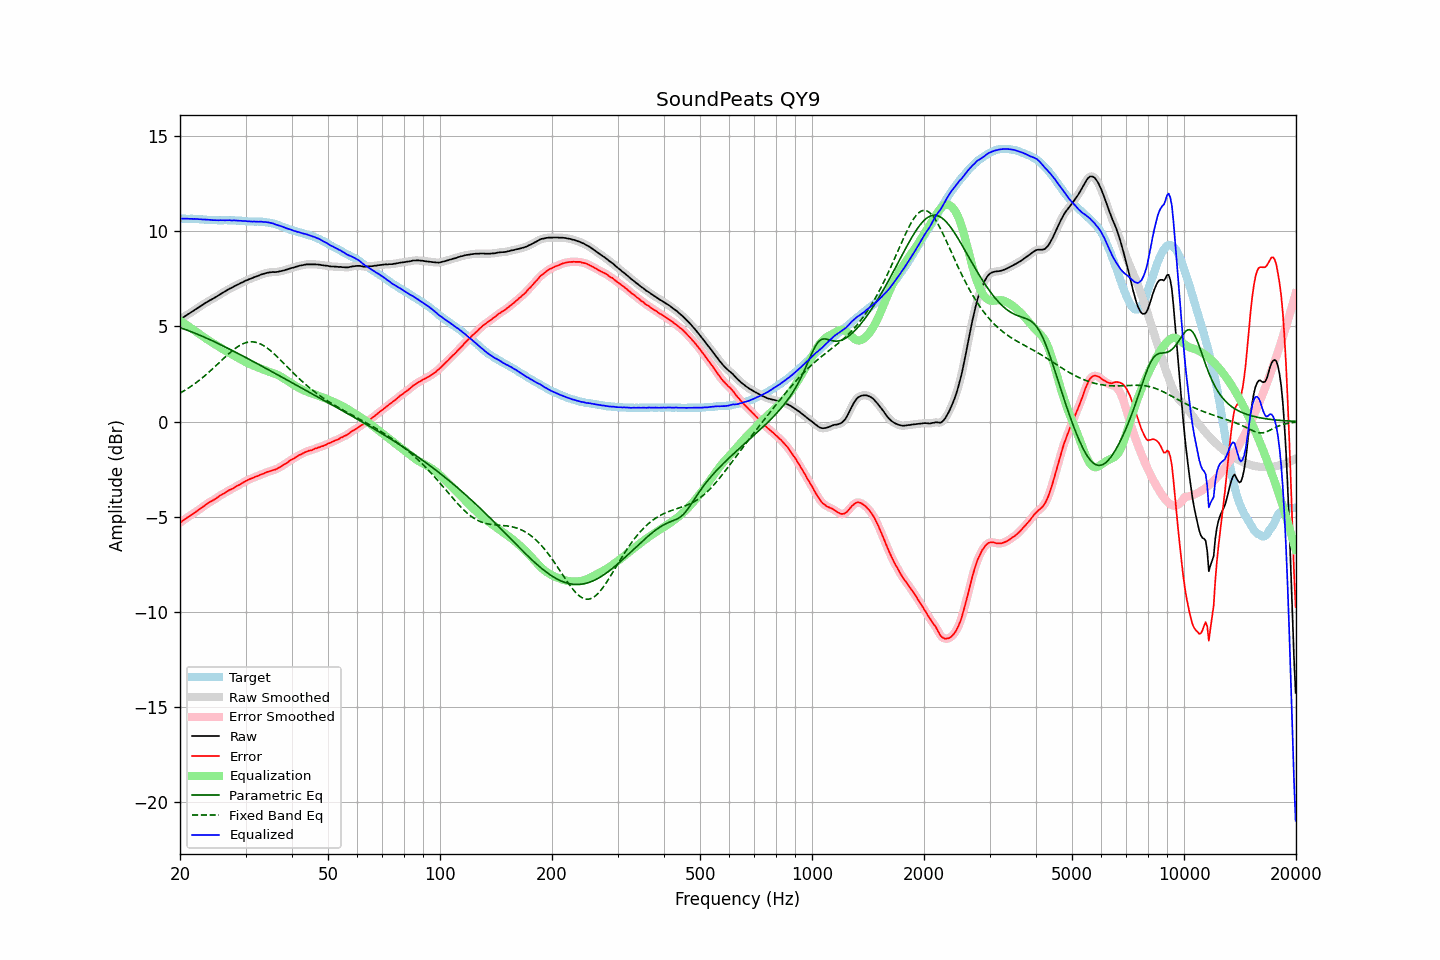 SoundPeats QY9
Amplitude (dBr)
15
10
5
0
−5
−10
−15
−20
Target
Raw Smoothed
Error Smoothed
Raw
Error
Equalization
Parametric Eq
Fixed Band Eq
Equalized
20 50 100 200 500 1000 2000 5000 10000 20000
Frequency (Hz)